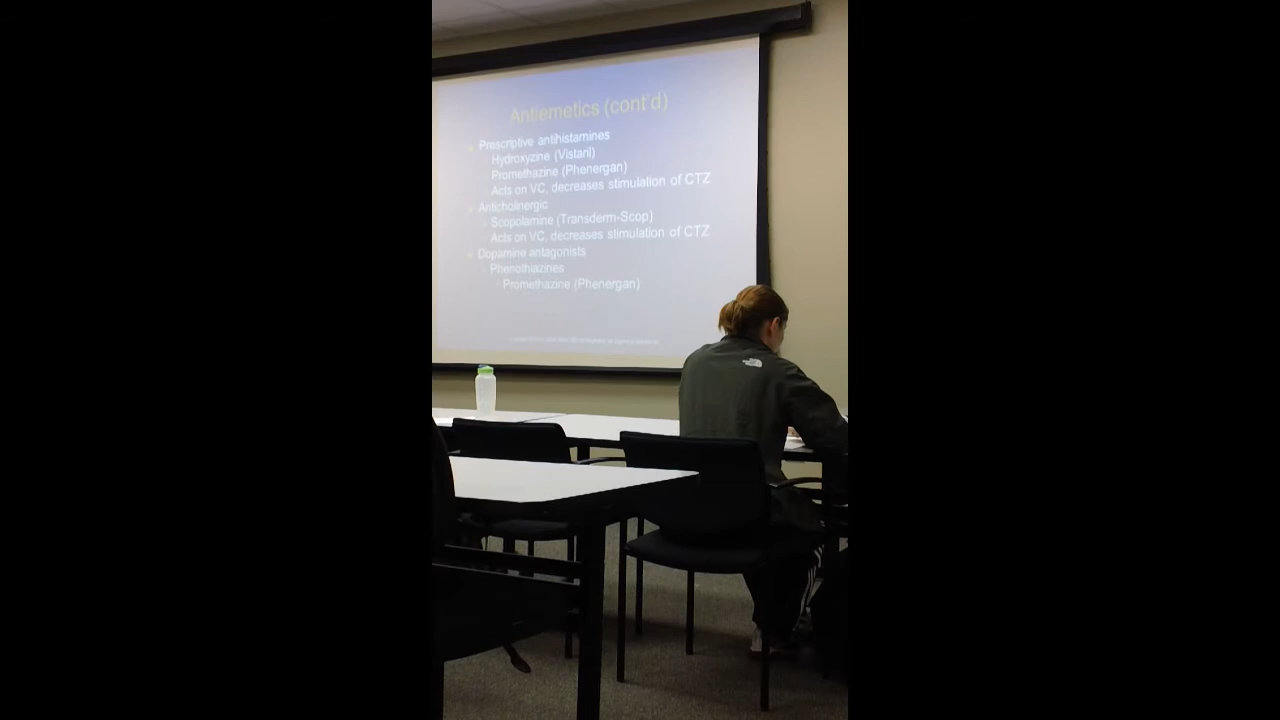 Antiemetics (cont'd)
Prescriptive antihistamines
Hydroxyzine (Vistaril)
Promethazine (Phenergan)
Acts on VC, decreases stimulation of CTZ
Anticholinergic
Scopolamine (Transderm-Scop)
Acts on VC, decreases stimulation of CTZ
Dopamine antagonists
Phenothiazines
Promethazine (Phenergan)